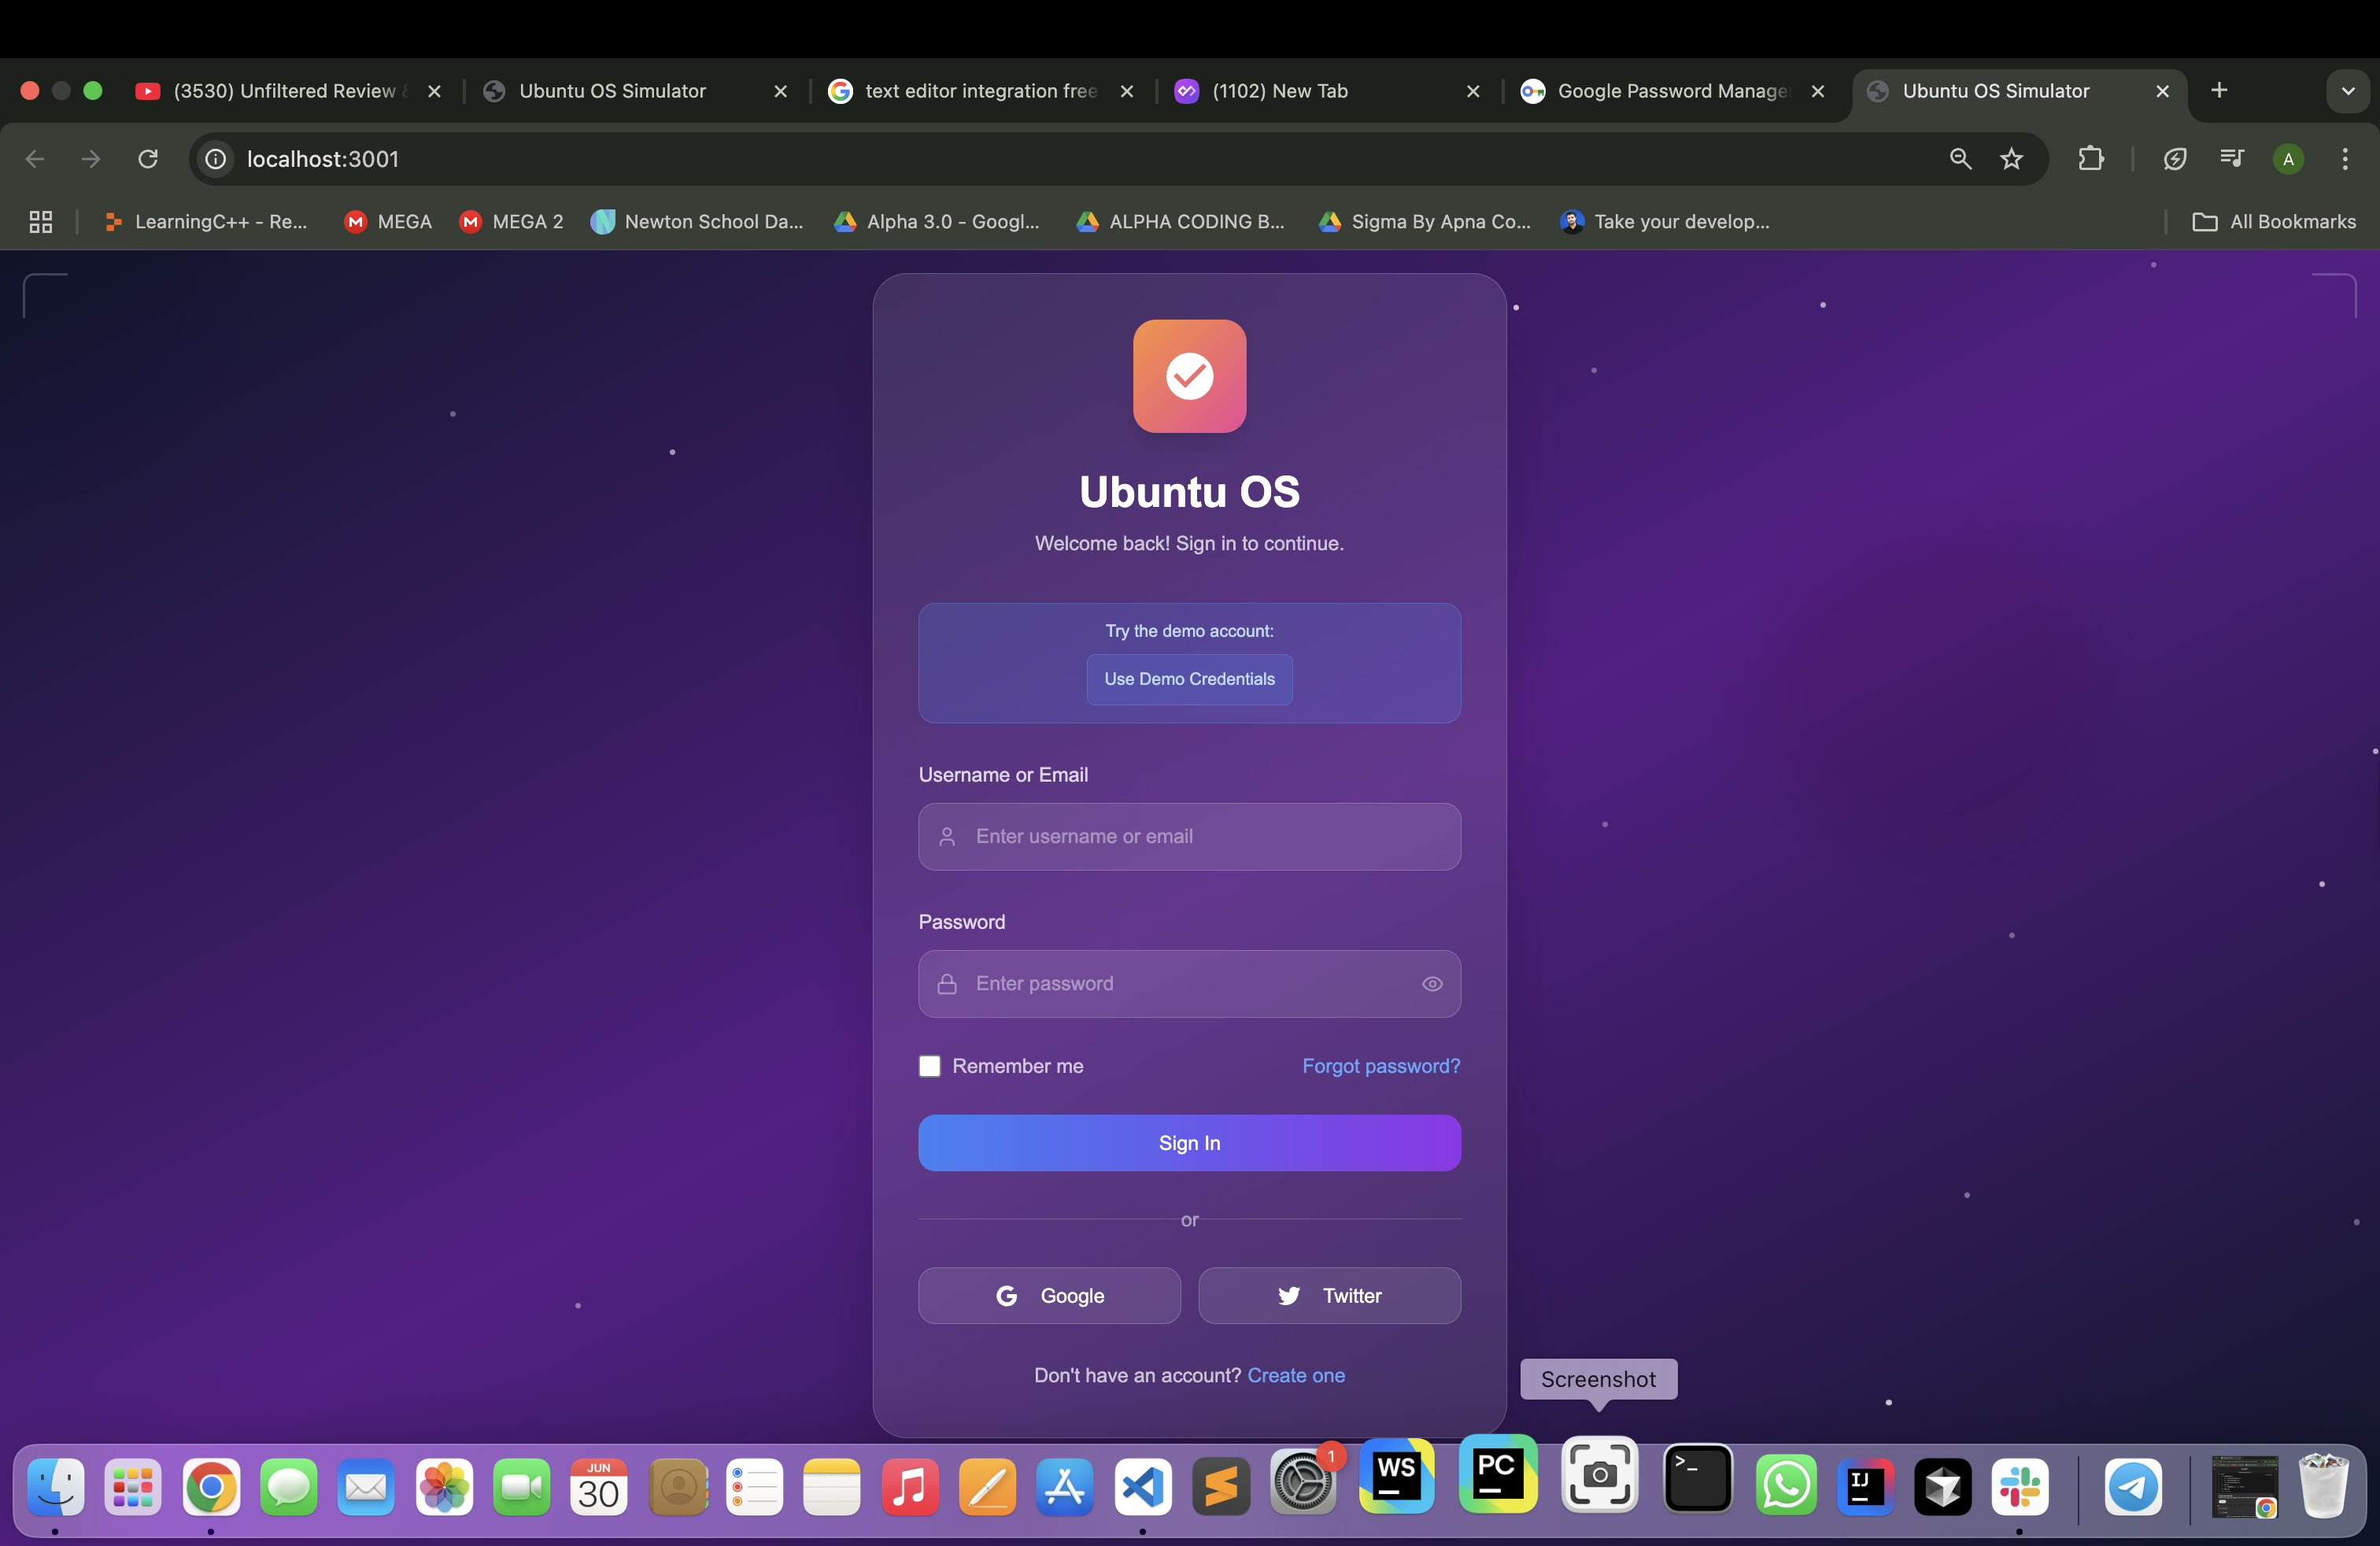 (3530) Unfiltered Review &
Ubuntu OS Simulator
text editor integration free
(1102) New Tab
Google Password Manager
Ubuntu OS Simulator
localhost:3001
A
LearningC++ - Re...
MEGA
MEGA 2
Newton School Da...
Alpha 3.0 - Googl...
ALPHA CODING B...
Sigma By Apna Co...
Take your develop...
All Bookmarks
Ubuntu OS
Welcome back! Sign in to continue.
Try the demo account:
Use Demo Credentials
Username or Email
Enter username or email
Password
Enter password
Remember me
Forgot password?
Sign In
or
Google
Twitter
Don't have an account? Create one
Screenshot
JUN
30
1
WS
PC
>_
IJ